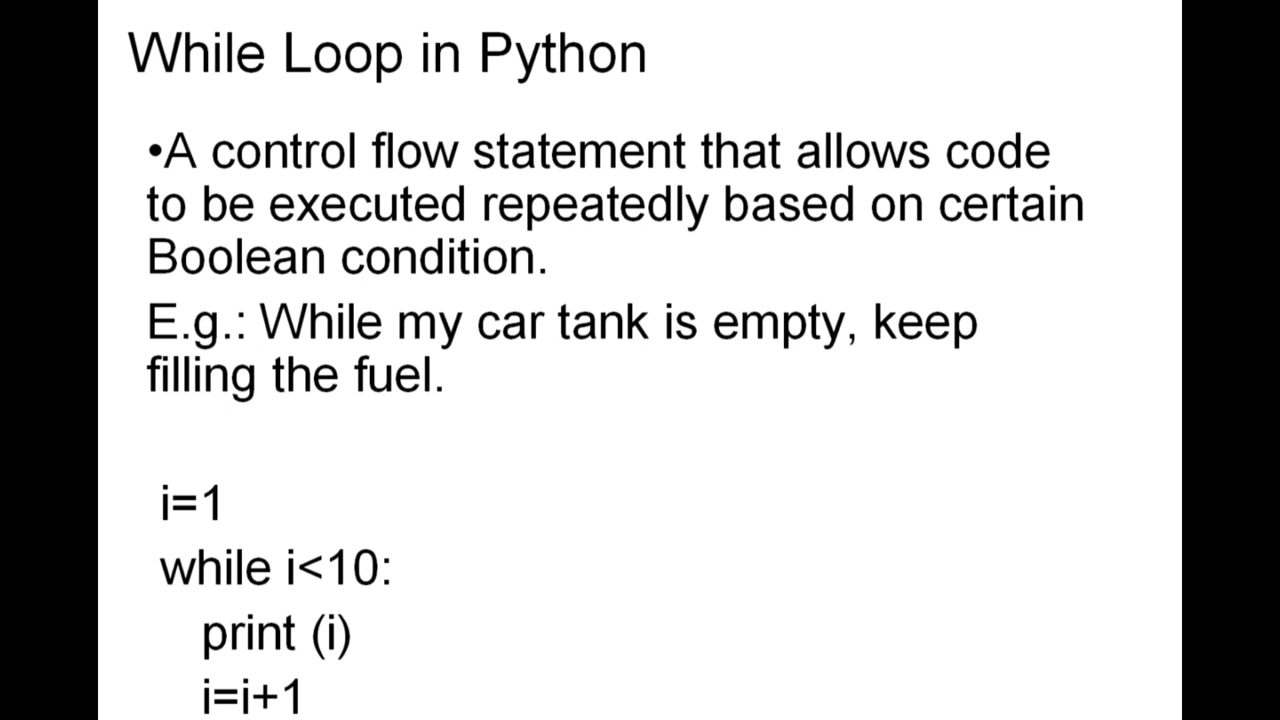 While Loop in Python
•A control flow statement that allows code
to be executed repeatedly based on certain
Boolean condition.
E.g.: While my car tank is empty, keep
filling the fuel.
i=1
while i<10:
print (i)
i=i+1